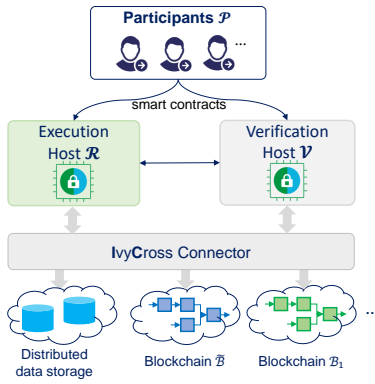 Participants 𝒫
...
smart contracts
Execution
Host ℛ
Verification
Host 𝒱
IvyCross Connector
..
Distributed
data storage
Blockchain ℬ̃
Blockchain ℬ₁